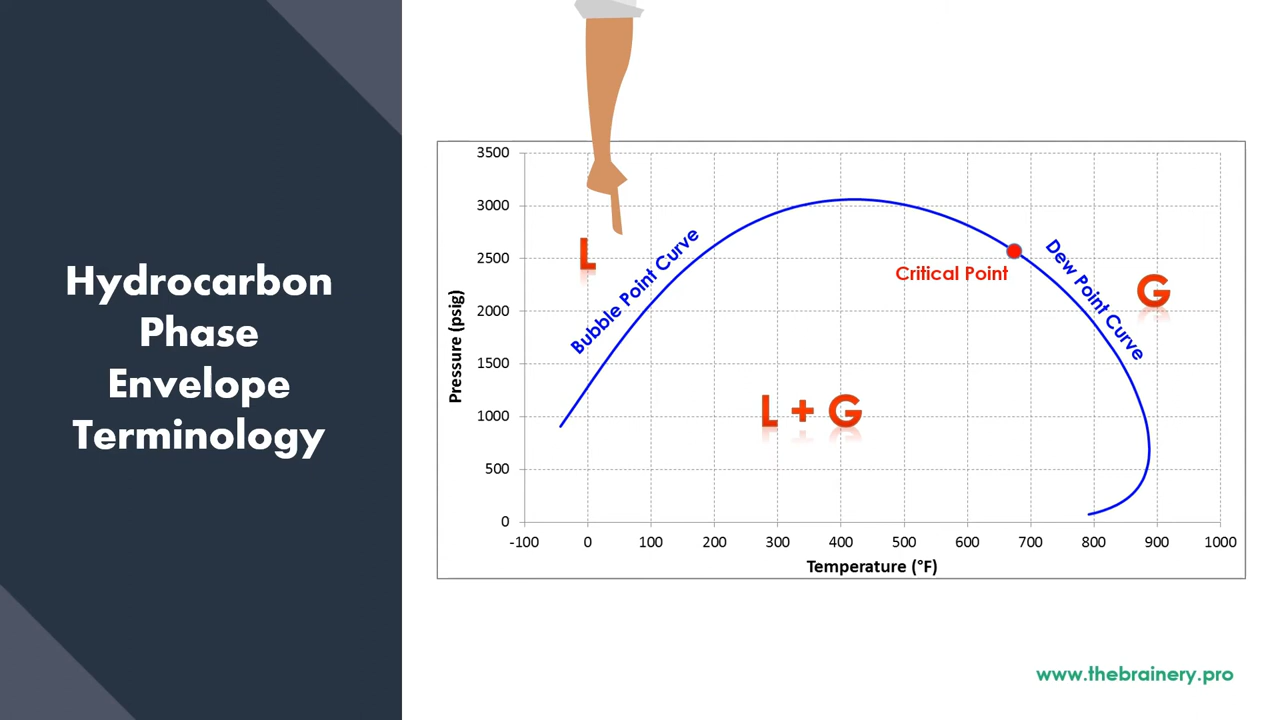 Hydrocarbon
Phase
Envelope
Terminology
3500
3000
2500
2000
1500
1000
500
0
Pressure (psig)
-100 0 100 200 300 400 500 600 700 800 900 1000
Temperature (°F)
L
Bubble Point Curve
Critical Point
Dew Point Curve
G
L + G
www.thebrainery.pro